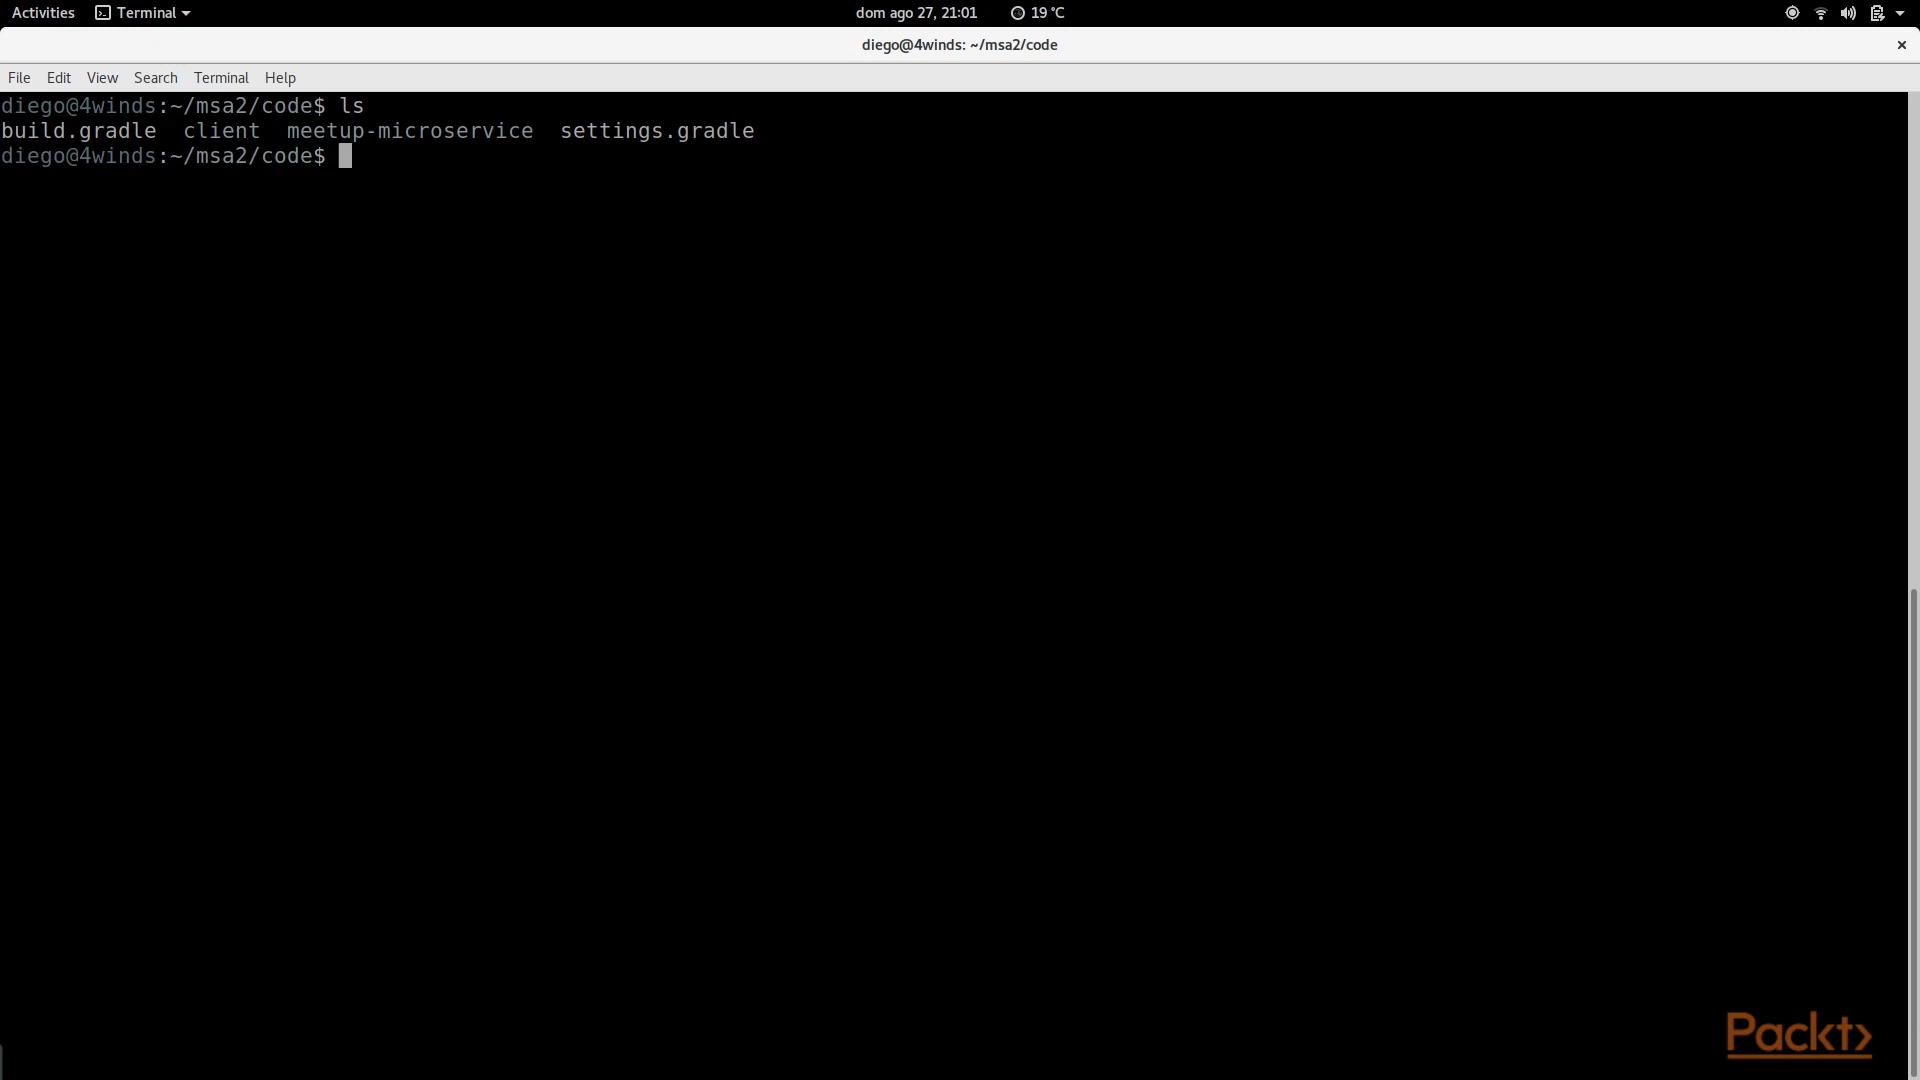 Activities Terminal dom ago 27, 21:01 19 °C
diego@4winds: ~/msa2/code
File Edit View Search Terminal Help
diego@4winds:~/msa2/code$ ls
build.gradle  client  meetup-microservice  settings.gradle
diego@4winds:~/msa2/code$
Packt